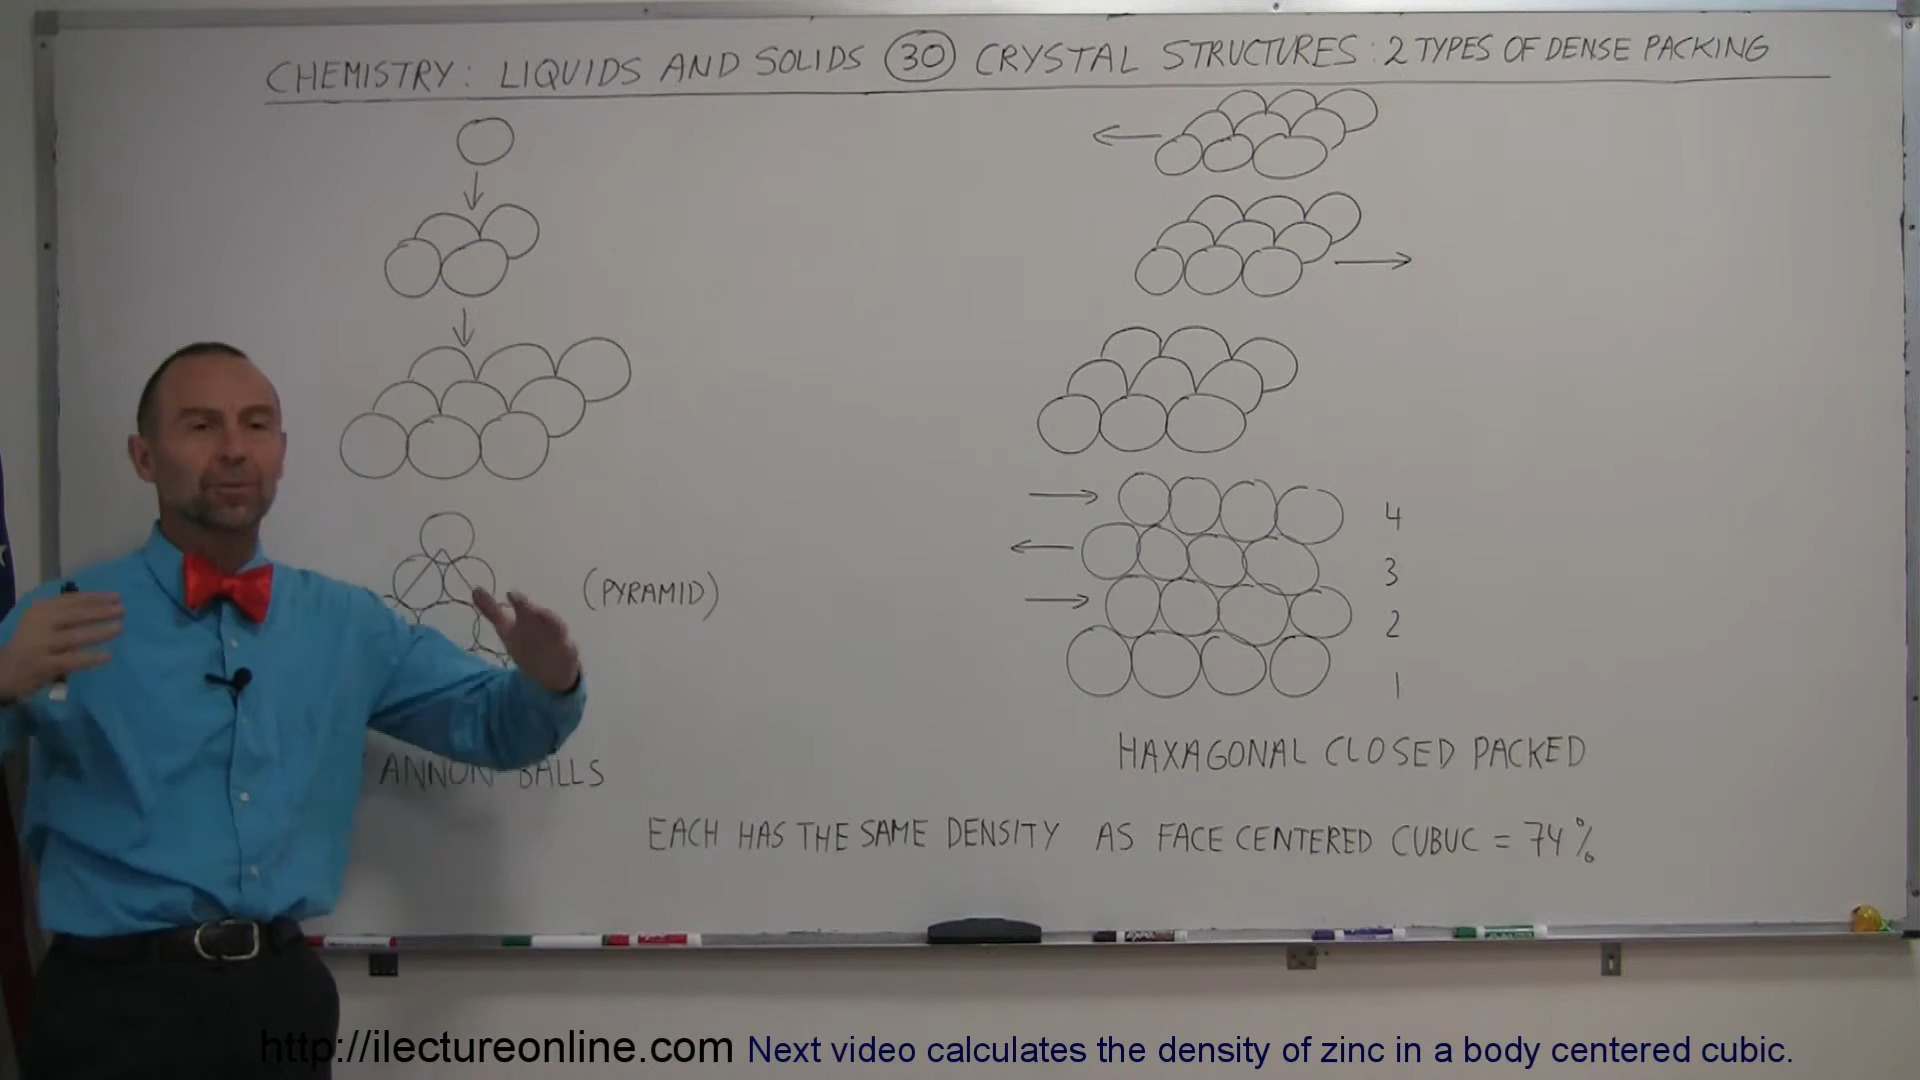 CHEMISTRY: LIQUIDS AND SOLIDS 30 CRYSTAL STRUCTURES: 2 TYPES OF DENSE PACKING
4
3
(PYRAMID)
2
1
HAXAGONAL CLOSED PACKED
ANNON BALLS
EACH HAS THE SAME DENSITY AS FACE CENTERED CUBUC = 74%
http://ilectureonline.com Next video calculates the density of zinc in a body centered cubic.